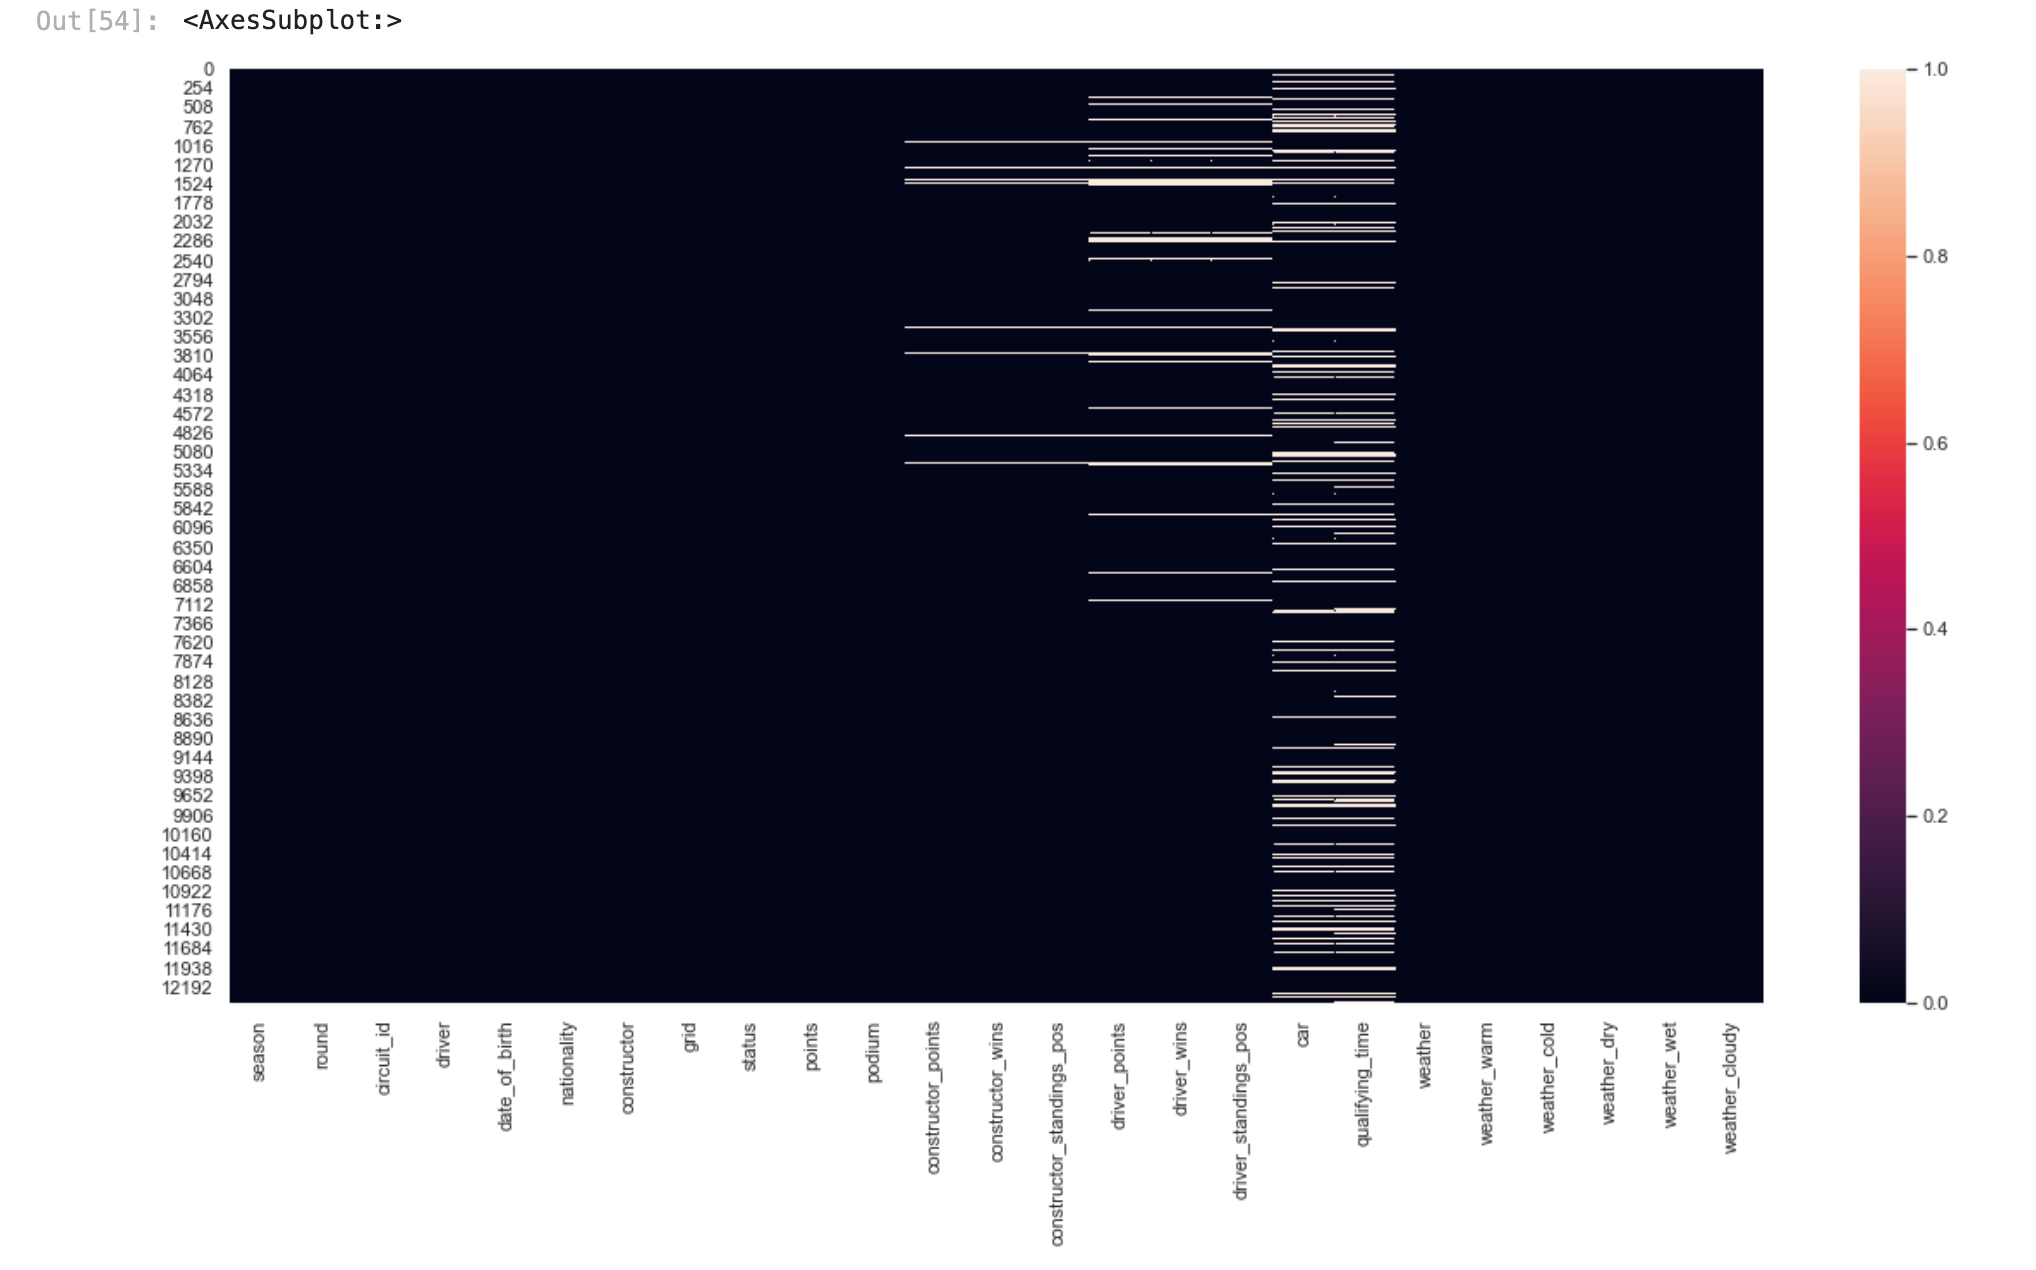 Out[54]: <AxesSubplot:>
0
254
508
762
1016
1270
1524
1778
2032
2286
2540
2794
3048
3302
3556
3810
4064
4318
4572
4826
5080
5334
5588
5842
6096
6350
6604
6858
7112
7366
7620
7874
8128
8382
8636
8890
9144
9398
9652
9906
10160
10414
10668
10922
11176
11430
11684
11938
12192
season
round
circuit_id
driver
date_of_birth
nationality
constructor
grid
status
points
podium
constructor_points
constructor_wins
constructor_standings_pos
driver_points
driver_wins
driver_standings_pos
car
qualifying_time
weather
weather_warm
weather_cold
weather_dry
weather_wet
weather_cloudy
1.0
0.8
0.6
0.4
0.2
0.0